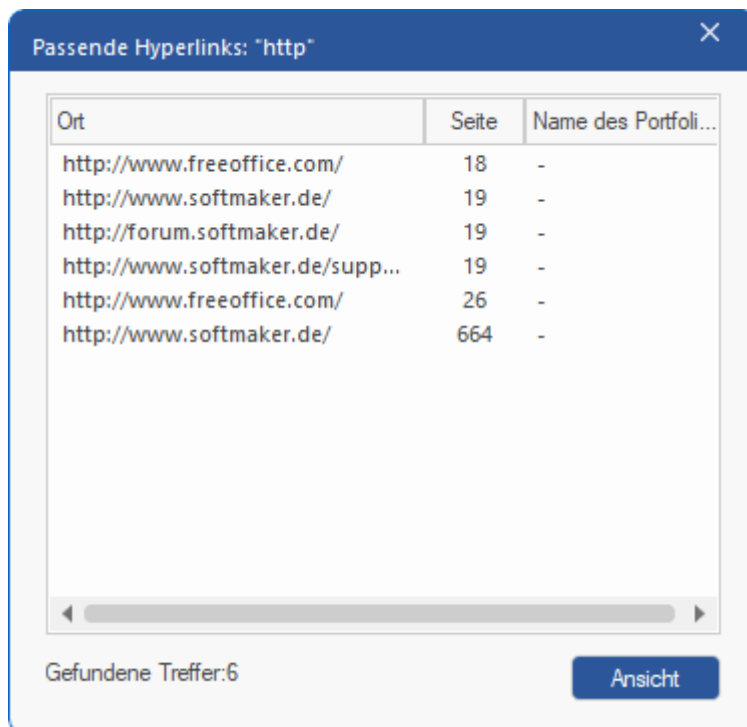 Passende Hyperlinks: "http"
Ort Seite Name des Portfoli...
http://www.freeoffice.com/ 18 -
http://www.softmaker.de/ 19 -
http://forum.softmaker.de/ 19 -
http://www.softmaker.de/supp... 19 -
http://www.freeoffice.com/ 26 -
http://www.softmaker.de/ 664 -
Gefundene Treffer:6 Ansicht